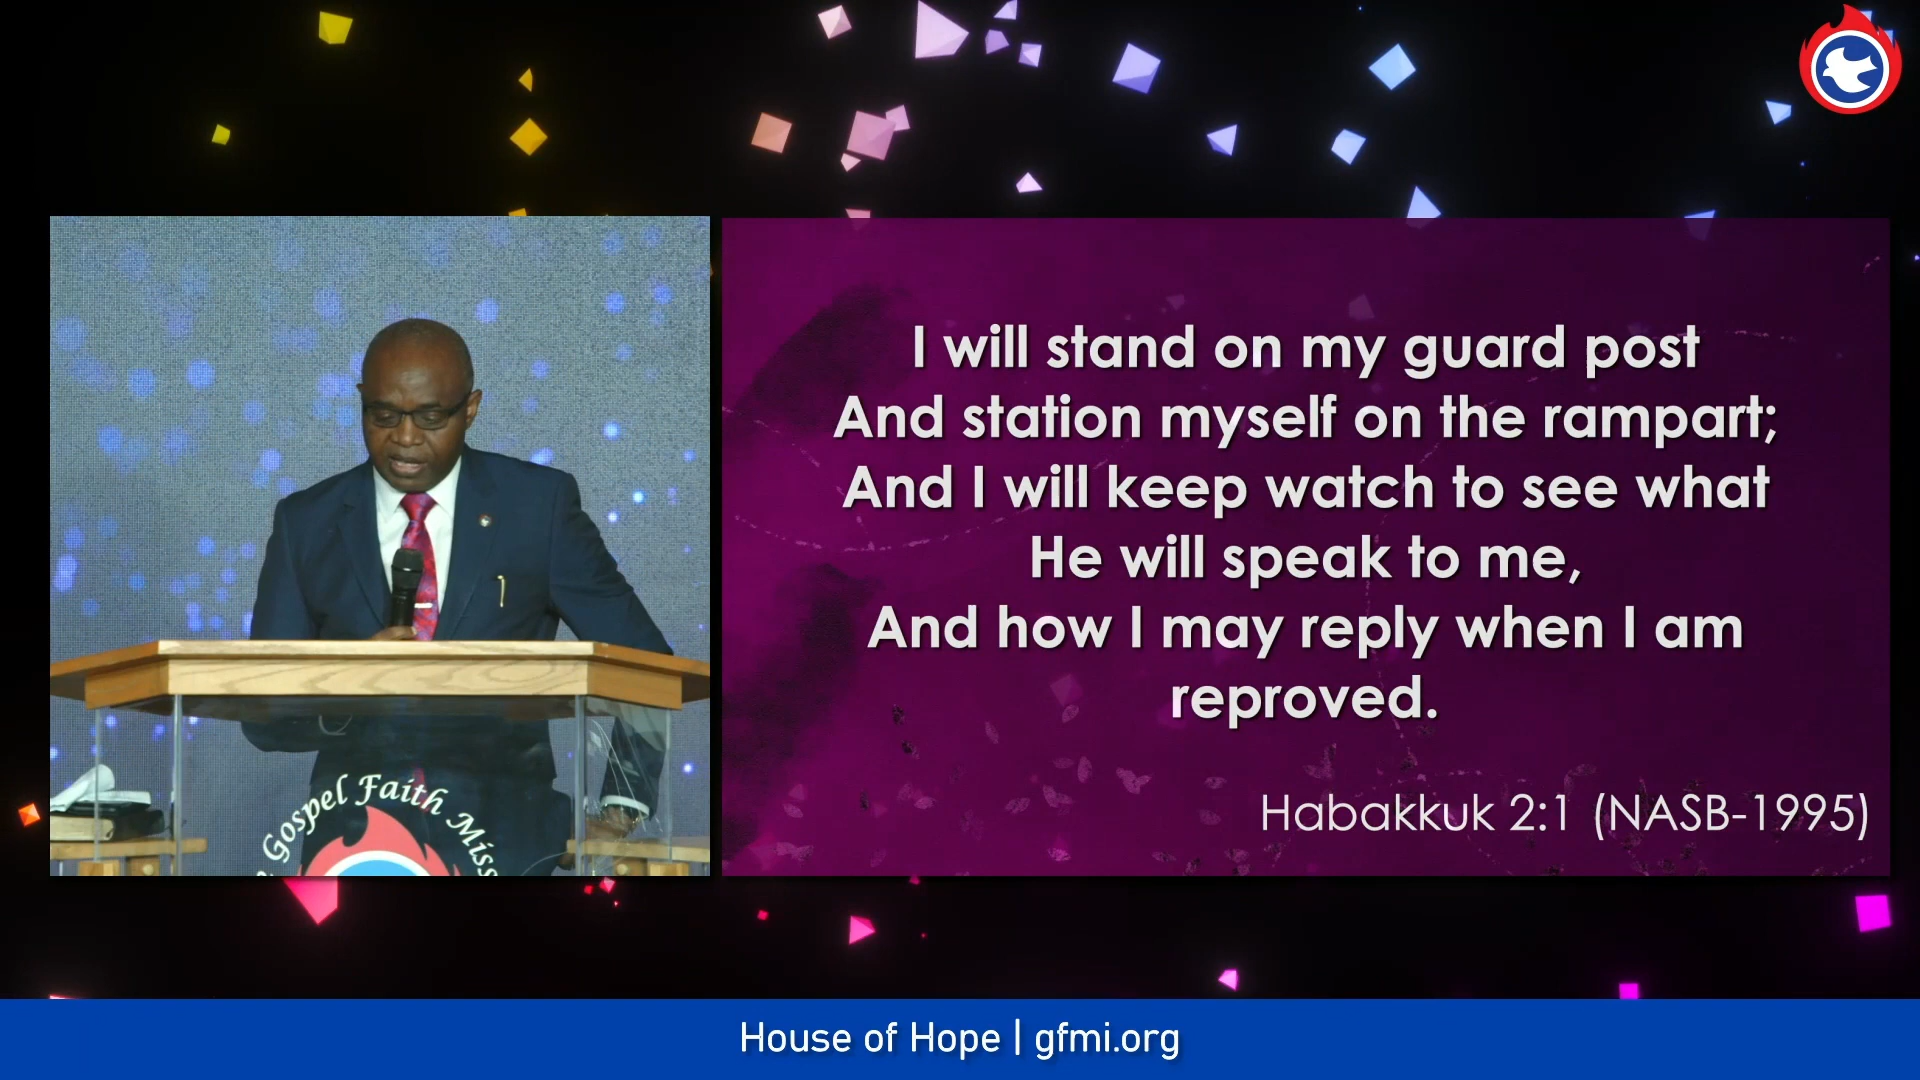 I will stand on my guard post
And station myself on the rampart;
And I will keep watch to see what
He will speak to me,
And how I may reply when I am
reproved.
Habakkuk 2:1 (NASB-1995)
Gospel Faith Miss
House of Hope | gfmi.org